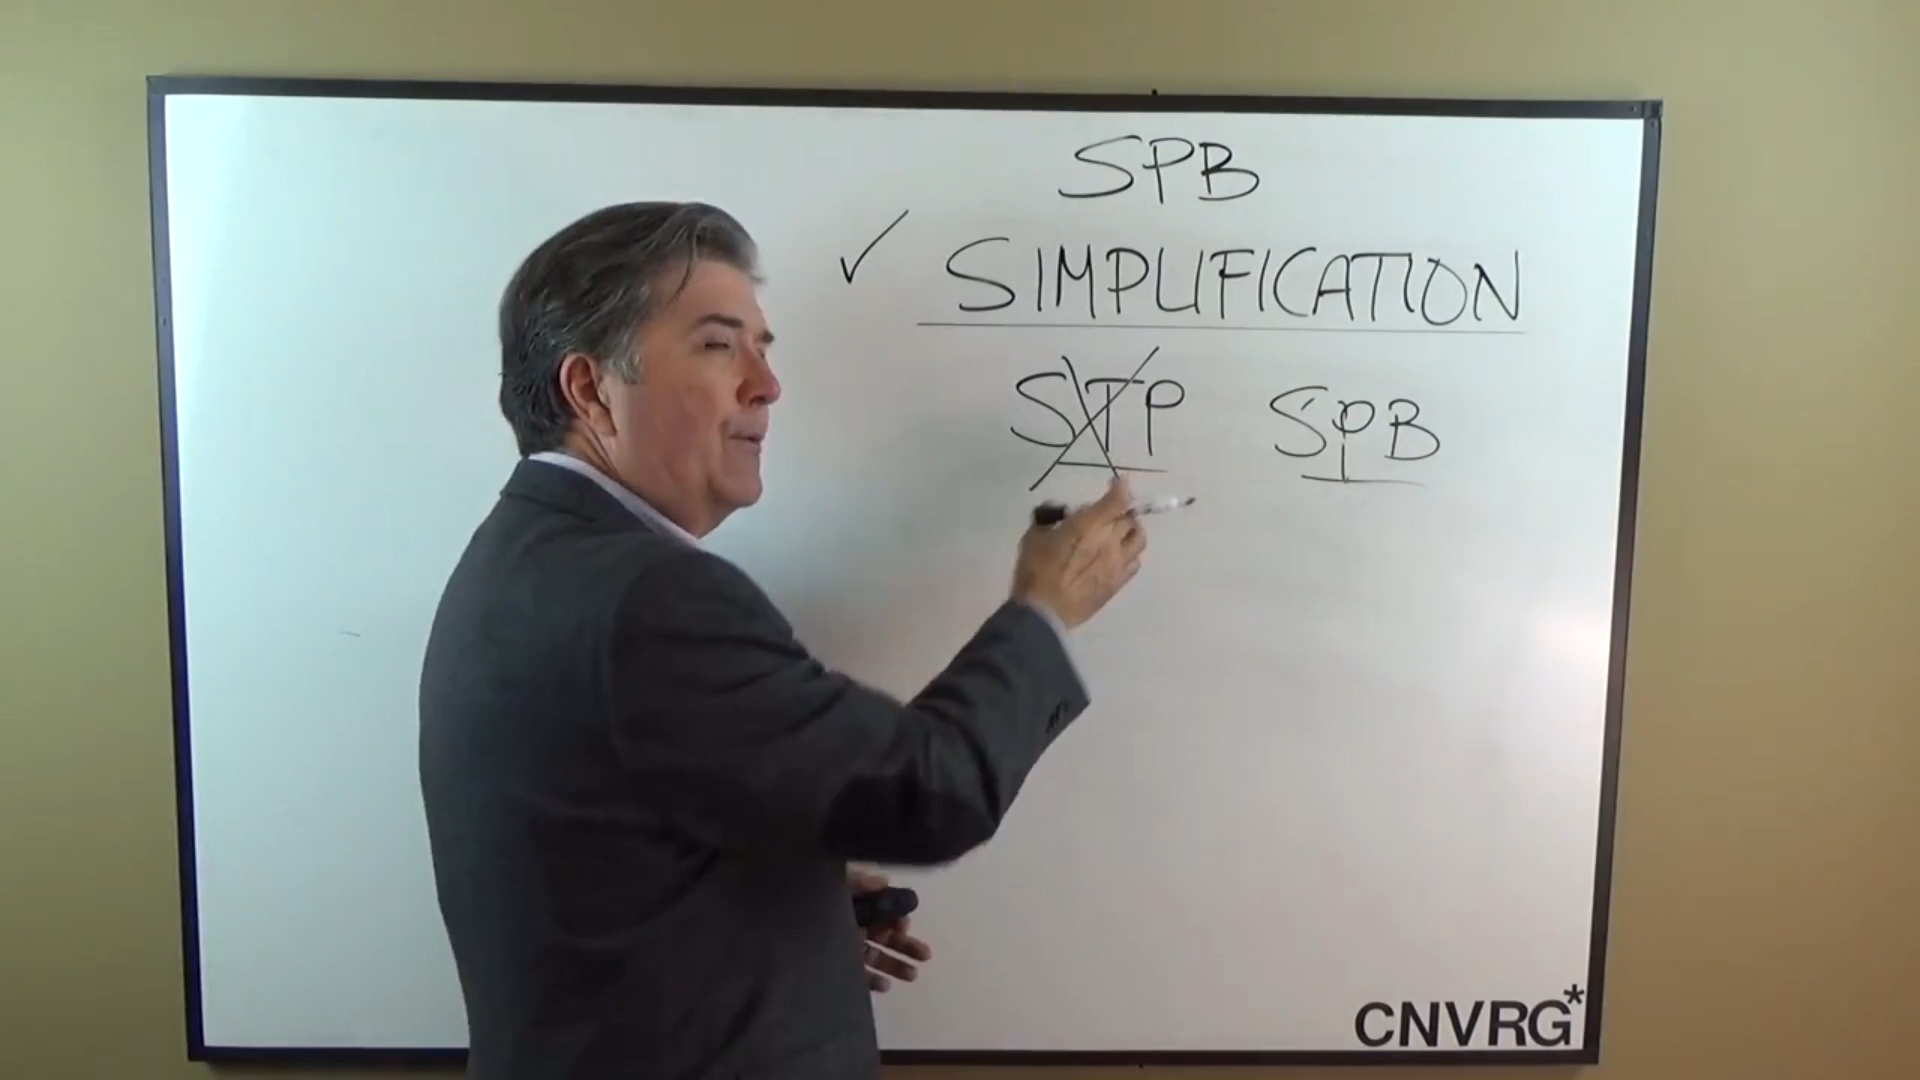 SPB
✓ SIMPLIFICATION
STP SPB
CNVRG*